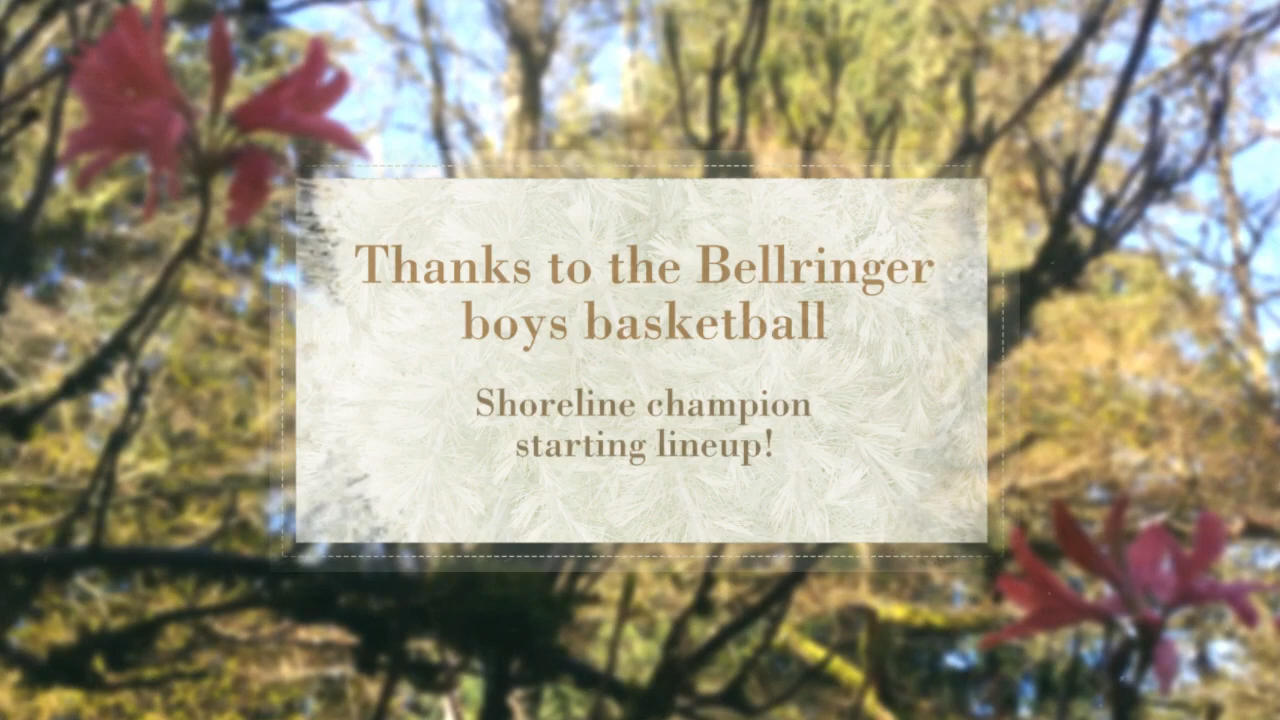 Thanks to the Bellringer
boys basketball
Shoreline champion
starting lineup!